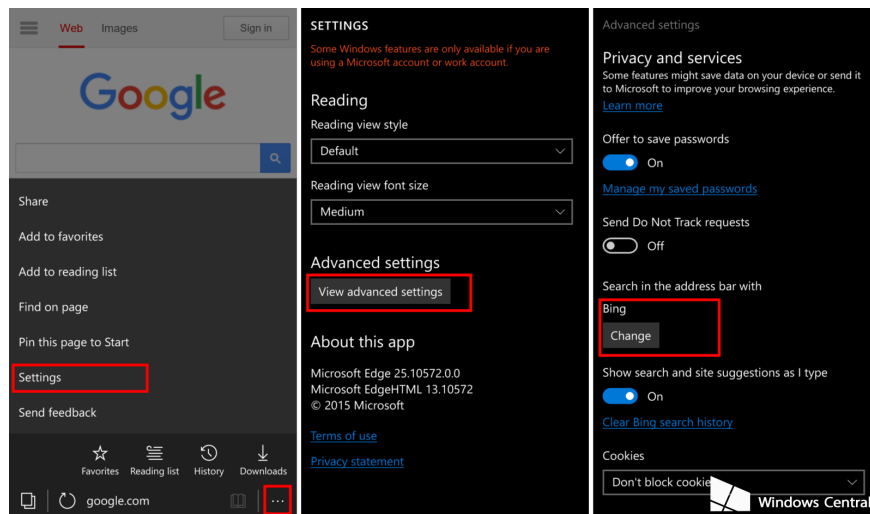 Web Images Sign in
Google
Share
Add to favorites
Add to reading list
Find on page
Pin this page to Start
Settings
Send feedback
Favorites Reading list History Downloads
google.com ...
SETTINGS
Some Windows features are only available if you are
using a Microsoft account or work account.
Reading
Reading view style
Default
Reading view font size
Medium
Advanced settings
View advanced settings
About this app
Microsoft Edge 25.10572.0.0
Microsoft EdgeHTML 13.10572
© 2015 Microsoft
Terms of use
Privacy statement
Advanced settings
Privacy and services
Some features might save data on your device or send it
to Microsoft to improve your browsing experience.
Learn more
Offer to save passwords
On
Manage my saved passwords
Send Do Not Track requests
Off
Search in the address bar with
Bing
Change
Show search and site suggestions as I type
On
Clear Bing search history
Cookies
Don't block cookie
Windows Central